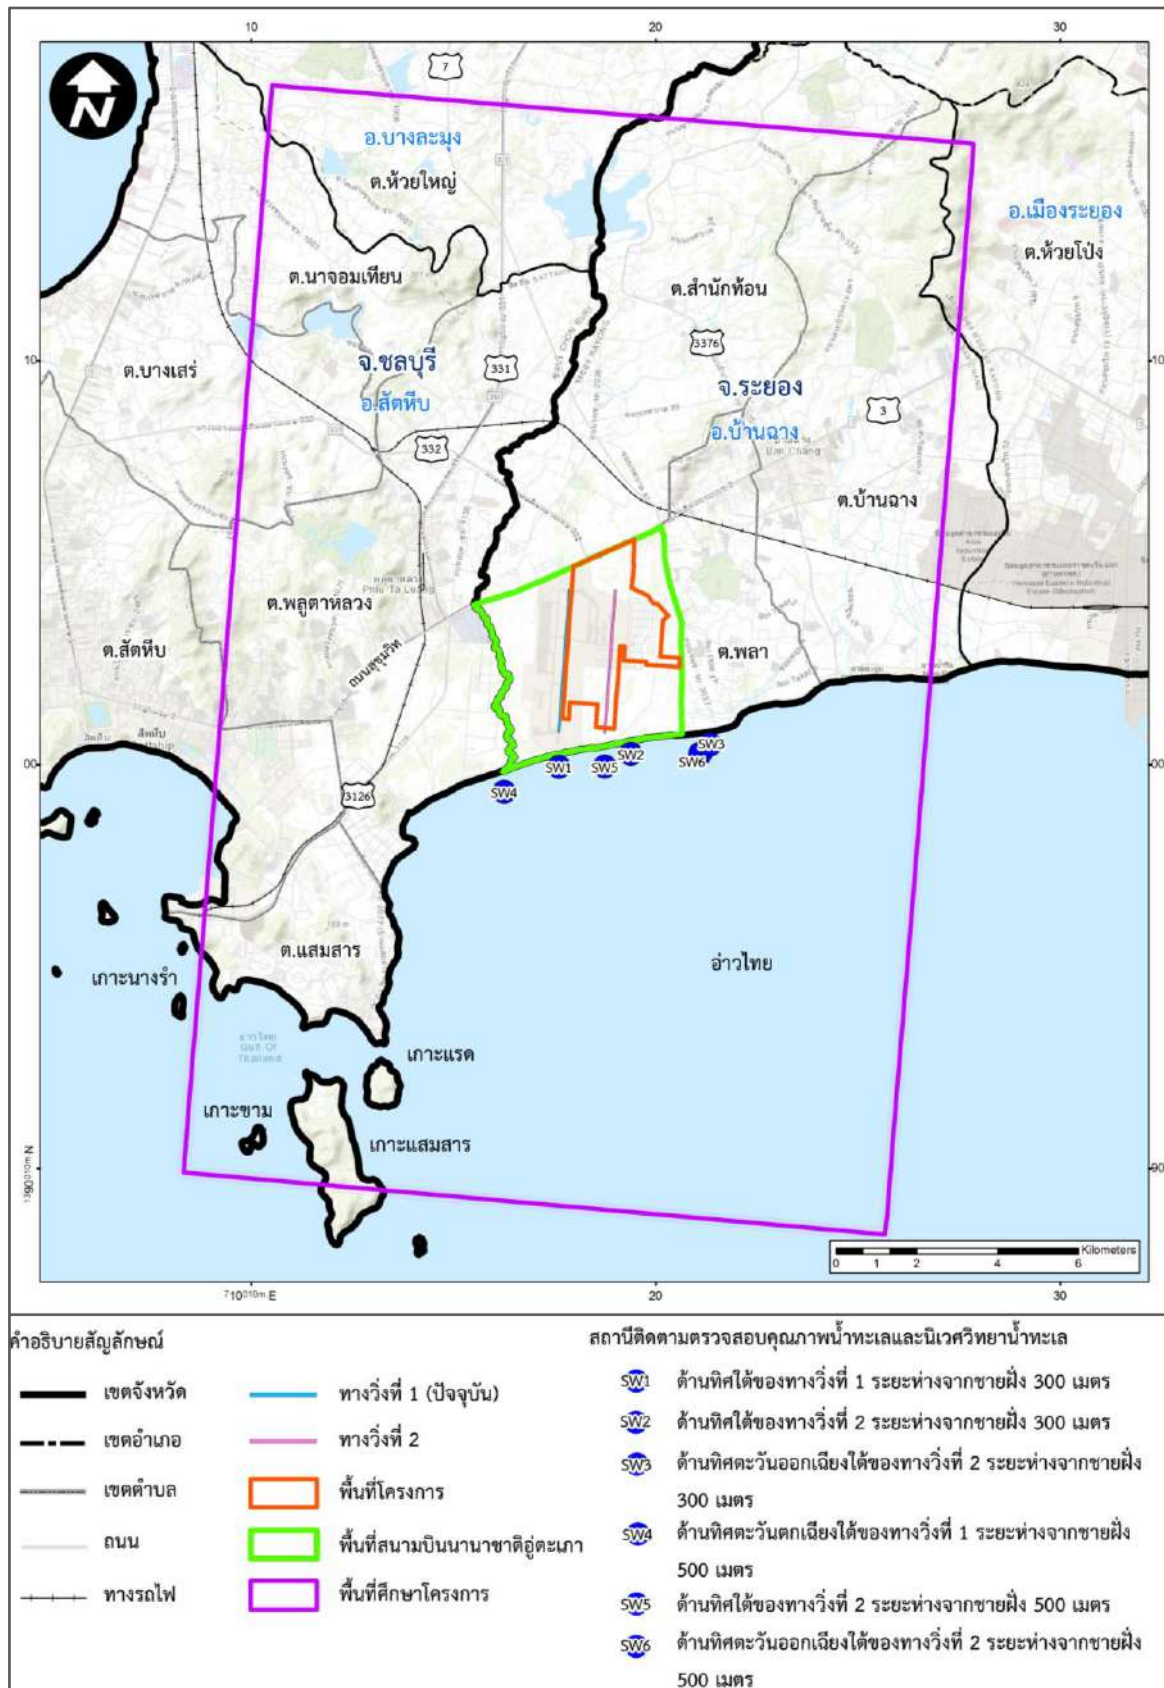 10 20 30
N
7
อ.บางละมุง
ต.ห้วยใหญ่
อ.เมืองระยอง
ต.ห้วยโป่ง
ต.นาจอมเทียน
ต.สำนักท้อน
3376
10 10
ต.บางเสร่
จ.ชลบุรี
331
จ.ระยอง
อ.สัตหีบ
3
อ.บ้านฉาง
332
Ban Chang
ต.บ้านฉาง
Phlu Ta Luang
ต.พลูตาหลวง
ต.สัตหีบ
ต.พลา
ถนนสุขุมวิท
สัตหีบ
00 00
SW1
SW5
SW2
SW3
SW6
SW4
3126
ต.แสมสาร
อ่าวไทย
เกาะนางรำ
อ่าวไทย
Gulf Of
Thailand
เกาะแรด
เกาะขาม
เกาะแสมสาร
1390010m.N
90
Kilometers
0 1 2 4 6
710010m.E 20 30
คำอธิบายสัญลักษณ์
เขตจังหวัด
เขตอำเภอ
เขตตำบล
ถนน
ทางรถไฟ
ทางวิ่งที่ 1 (ปัจจุบัน)
ทางวิ่งที่ 2
พื้นที่โครงการ
พื้นที่สนามบินนานาชาติอู่ตะเภา
พื้นที่ศึกษาโครงการ
สถานีติดตามตรวจสอบคุณภาพน้ำทะเลและนิเวศวิทยาน้ำทะเล
SW1 ด้านทิศใต้ของทางวิ่งที่ 1 ระยะห่างจากชายฝั่ง 300 เมตร
SW2 ด้านทิศใต้ของทางวิ่งที่ 2 ระยะห่างจากชายฝั่ง 300 เมตร
SW3 ด้านทิศตะวันออกเฉียงใต้ของทางวิ่งที่ 2 ระยะห่างจากชายฝั่ง
300 เมตร
SW4 ด้านทิศตะวันตกเฉียงใต้ของทางวิ่งที่ 1 ระยะห่างจากชายฝั่ง
500 เมตร
SW5 ด้านทิศใต้ของทางวิ่งที่ 2 ระยะห่างจากชายฝั่ง 500 เมตร
SW6 ด้านทิศตะวันออกเฉียงใต้ของทางวิ่งที่ 2 ระยะห่างจากชายฝั่ง
500 เมตร